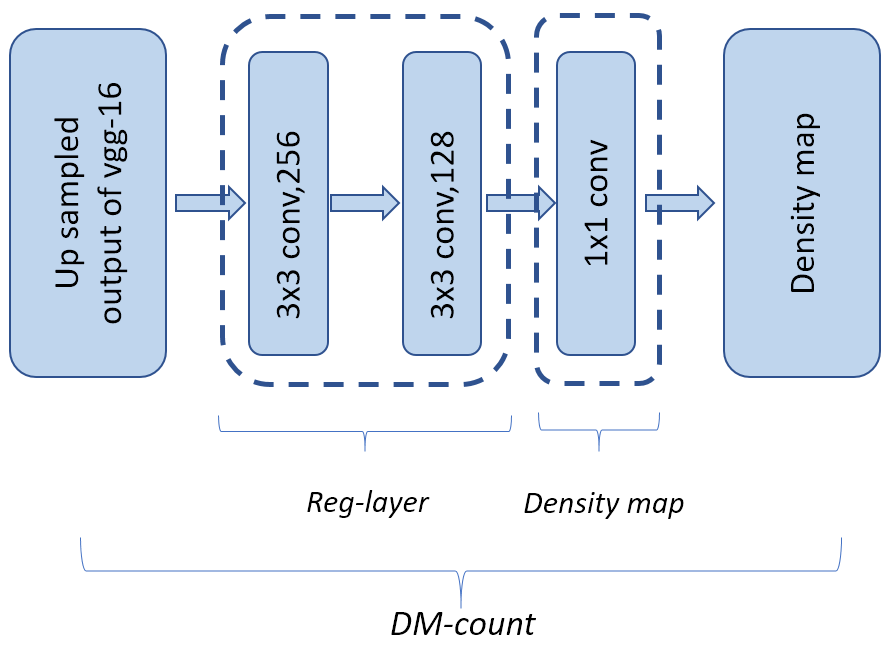 Up sampled
output of vgg-16
3x3 conv,256
3x3 conv,128
1x1 conv
Density map
Reg-layer
Density map
DM-count